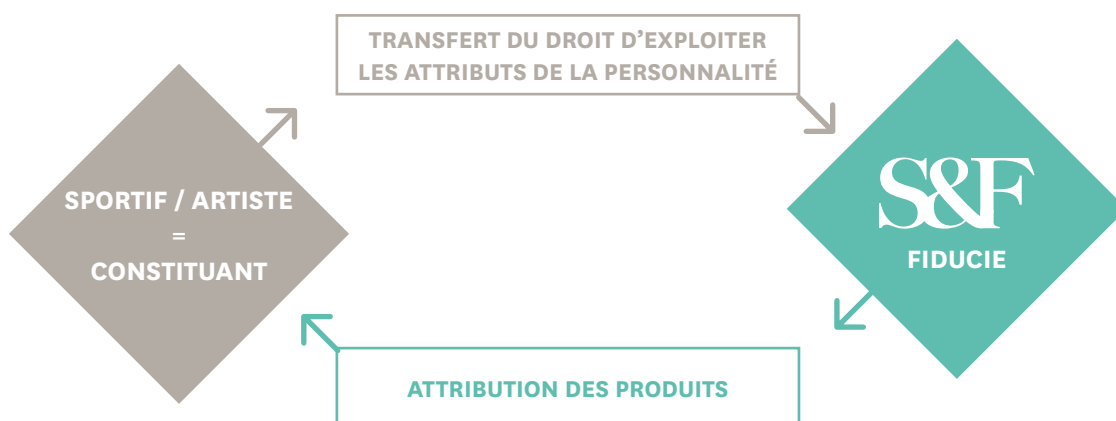 TRANSFERT DU DROIT D’EXPLOITER
LES ATTRIBUTS DE LA PERSONNALITÉ
SPORTIF / ARTISTE
=
CONSTITUANT
S&F
FIDUCIE
ATTRIBUTION DES PRODUITS